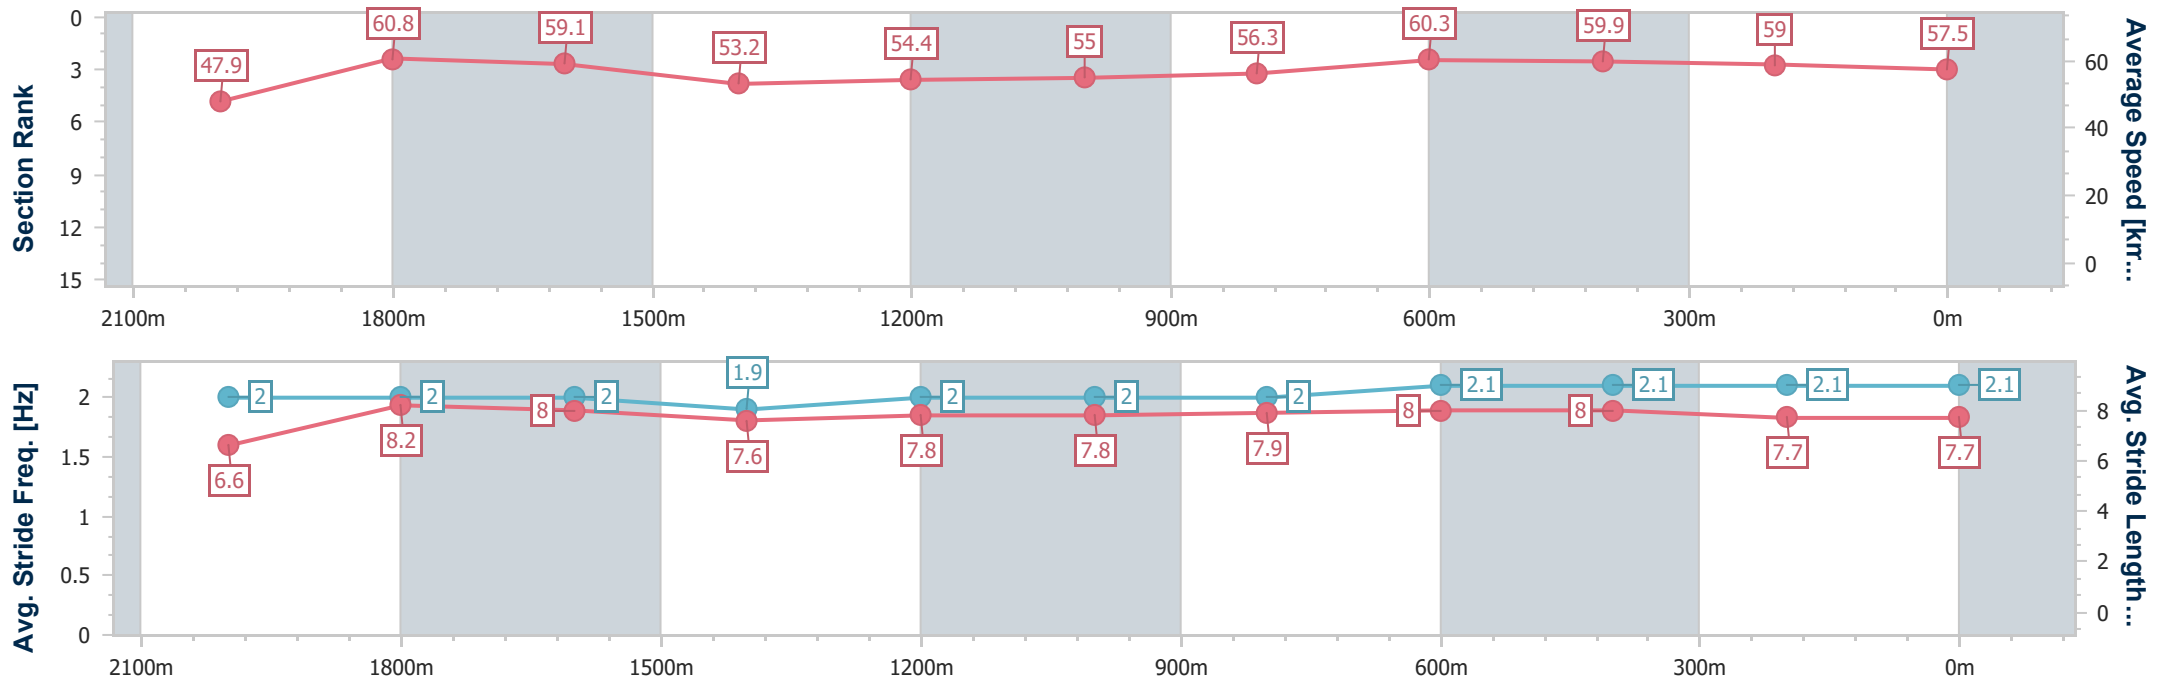 Section Rank
0
3
6
9
12
15
47.9
60.8
59.1
53.2
54.4
55
56.3
60.3
59.9
59
57.5
60
40
20
0
Average Speed [km...
2100m
1800m
1500m
1200m
900m
600m
300m
0m
Avg. Stride Freq. [Hz]
2
1.5
1
0.5
0
2
2
2
1.9
2
2
2
2.1
2.1
2.1
2.1
6.6
8.2
8
7.6
7.8
7.8
7.9
8
8
7.7
7.7
8
6
4
2
0
Avg. Stride Length...
2100m
1800m
1500m
1200m
900m
600m
300m
0m